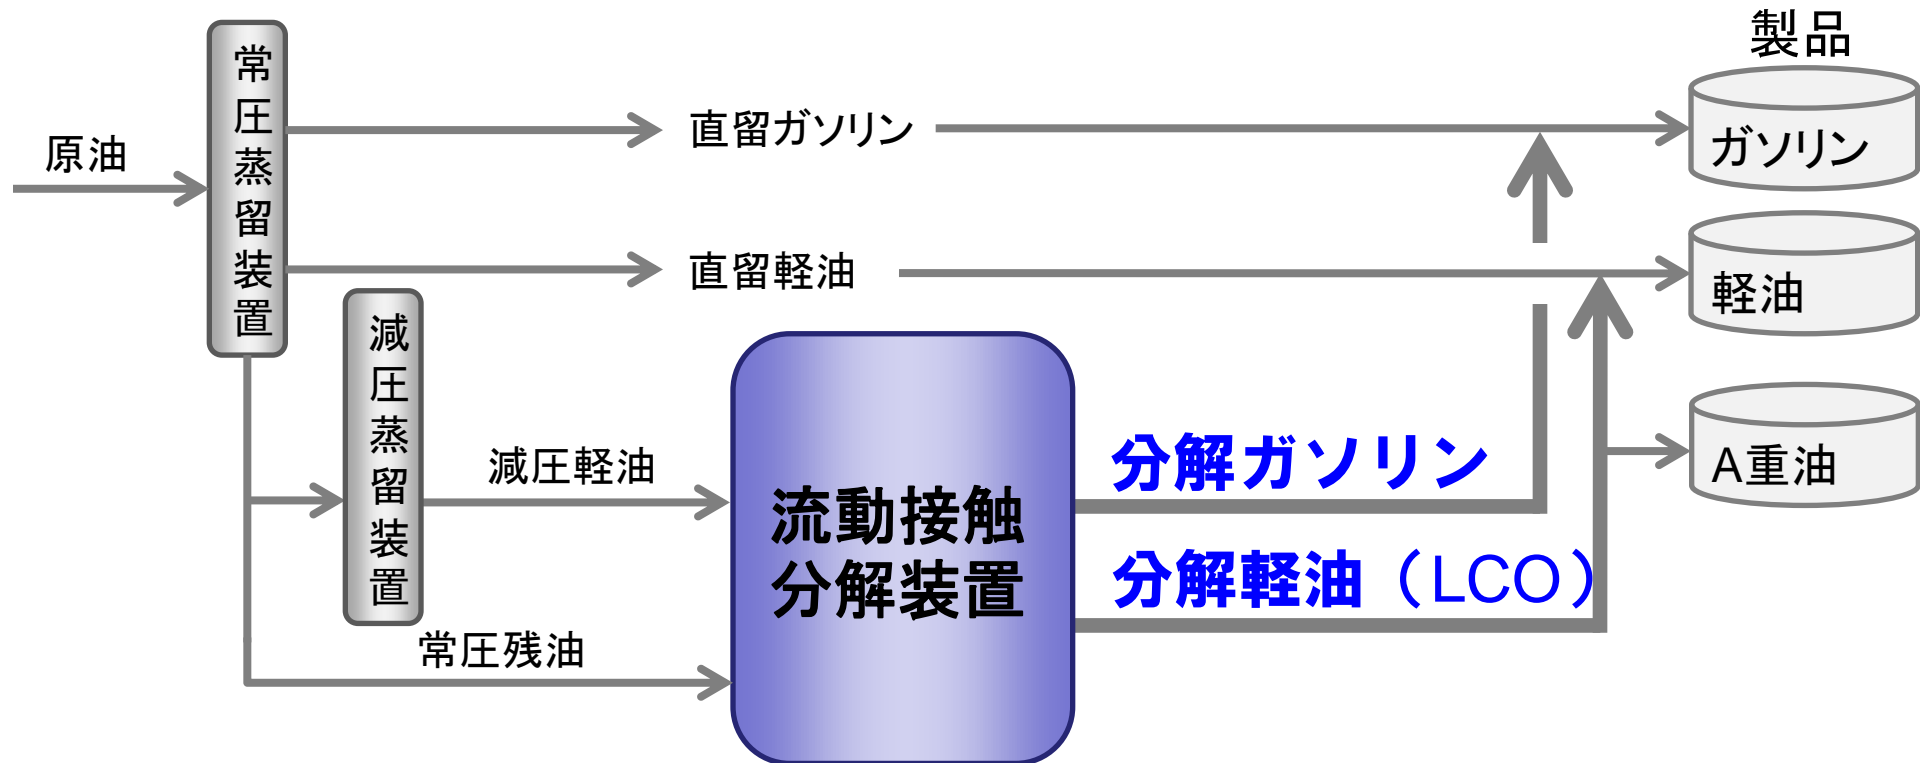 製品
原油
常圧蒸留装置
直留ガソリン
ガソリン
直留軽油
軽油
減圧蒸留装置
減圧軽油
常圧残油
流動接触
分解装置
分解ガソリン
分解軽油（LCO）
A重油